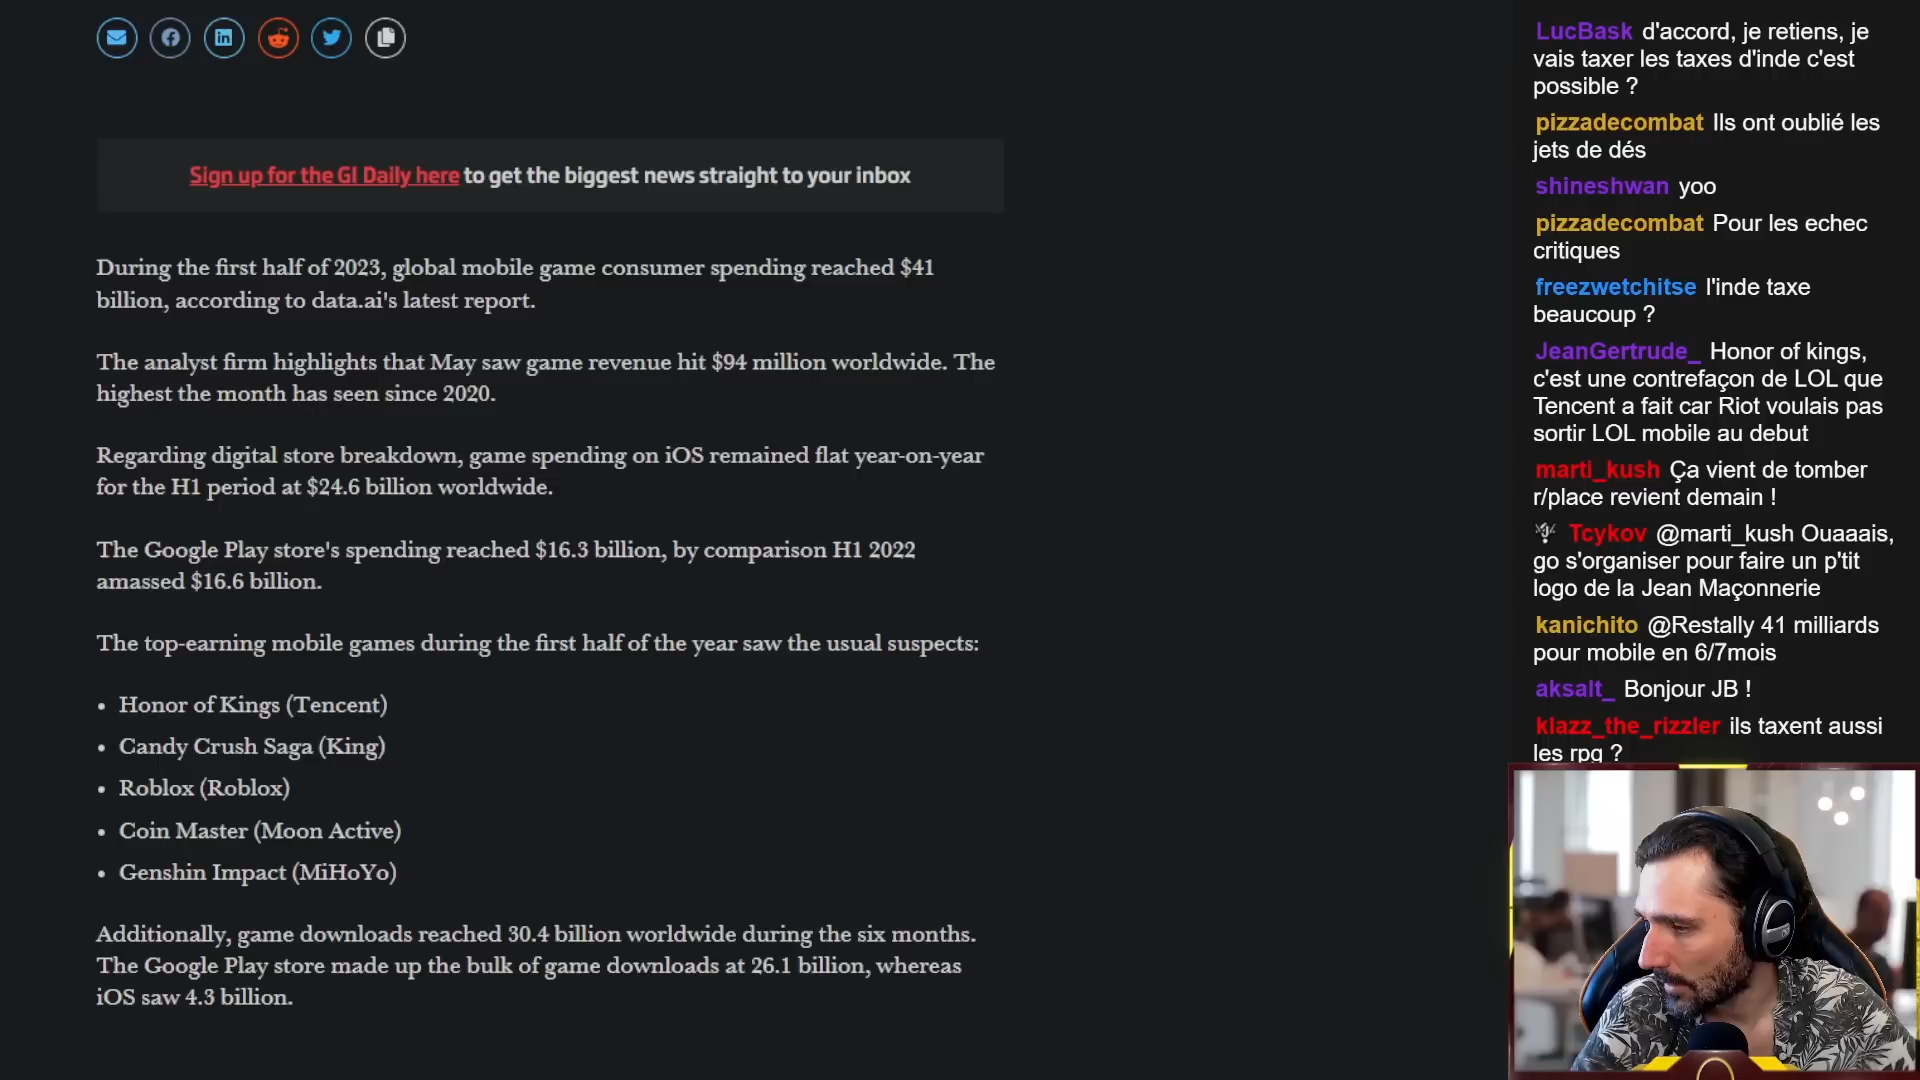 Sign up for the GI Daily here to get the biggest news straight to your inbox
During the first half of 2023, global mobile game consumer spending reached $41
billion, according to data.ai's latest report.
The analyst firm highlights that May saw game revenue hit $94 million worldwide. The
highest the month has seen since 2020.
Regarding digital store breakdown, game spending on iOS remained flat year-on-year
for the H1 period at $24.6 billion worldwide.
The Google Play store's spending reached $16.3 billion, by comparison H1 2022
amassed $16.6 billion.
The top-earning mobile games during the first half of the year saw the usual suspects:
• Honor of Kings (Tencent)
• Candy Crush Saga (King)
• Roblox (Roblox)
• Coin Master (Moon Active)
• Genshin Impact (MiHoYo)
Additionally, game downloads reached 30.4 billion worldwide during the six months.
The Google Play store made up the bulk of game downloads at 26.1 billion, whereas
iOS saw 4.3 billion.
LucBask d'accord, je retiens, je
vais taxer les taxes d'inde c'est
possible ?
pizzadecombat Ils ont oublié les
jets de dés
shineshwan yoo
pizzadecombat Pour les echec
critiques
freezwetchitse l'inde taxe
beaucoup ?
JeanGertrude_ Honor of kings,
c'est une contrefaçon de LOL que
Tencent a fait car Riot voulais pas
sortir LOL mobile au debut
marti_kush Ça vient de tomber
r/place revient demain !
Tcykov @marti_kush Ouaaais,
go s'organiser pour faire un p'tit
logo de la Jean Maçonnerie
kanichito @Restally 41 milliards
pour mobile en 6/7mois
aksalt_ Bonjour JB !
klazz_the_rizzler ils taxent aussi
les rpg ?